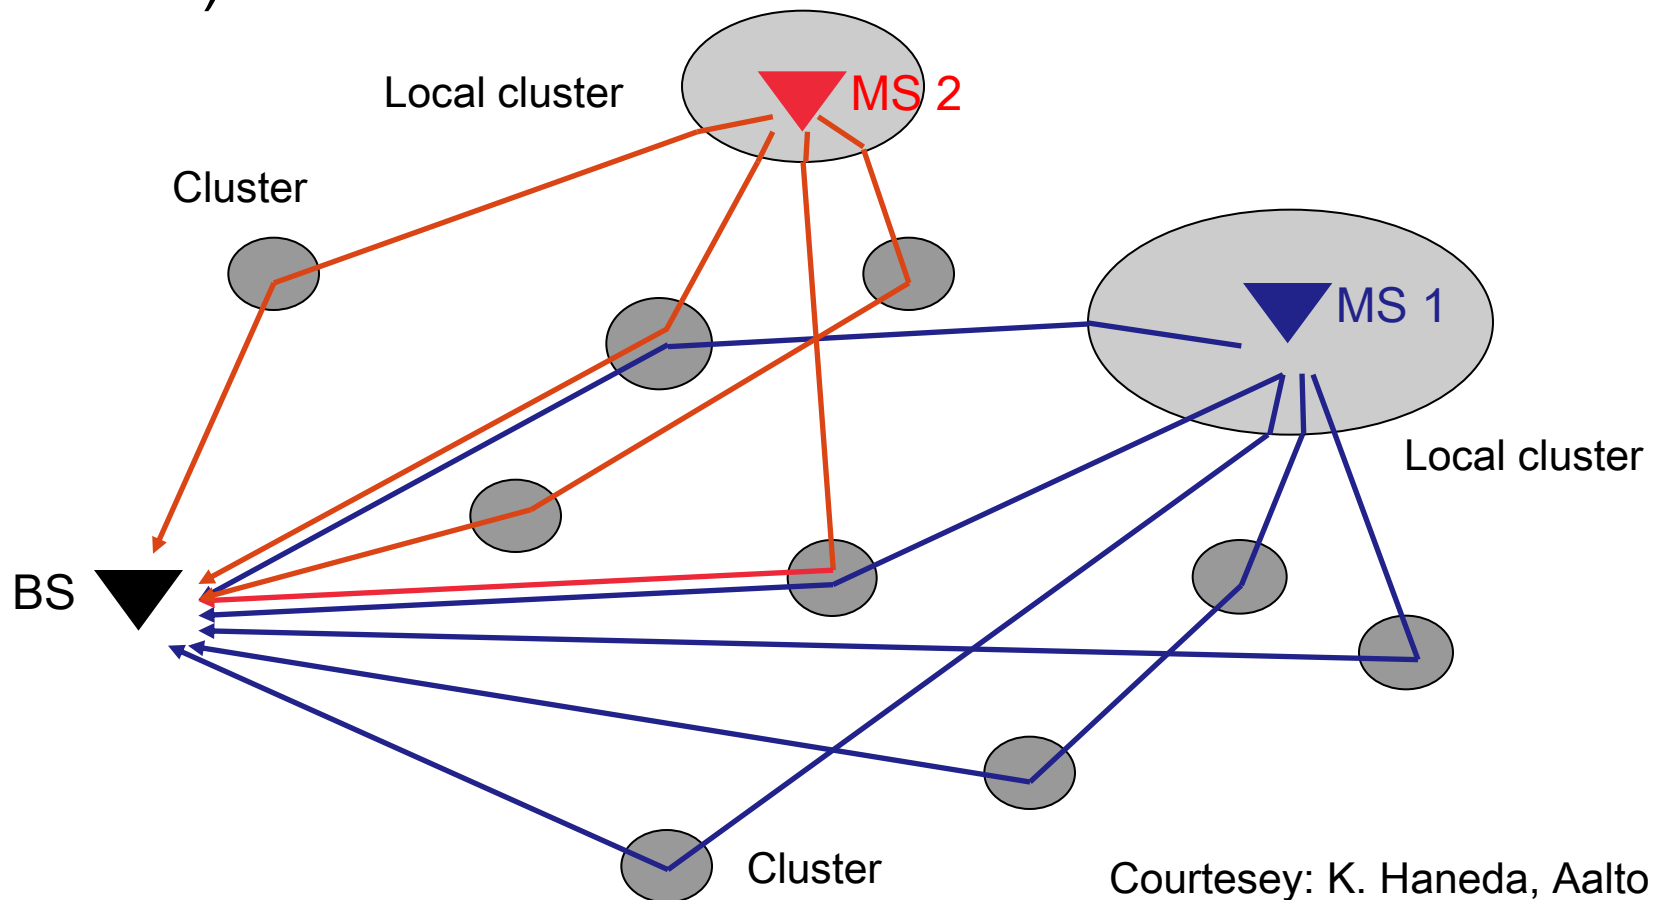 )
Local cluster
MS 2
Cluster
MS 1
Local cluster
BS
Cluster
Courtesey: K. Haneda, Aalto